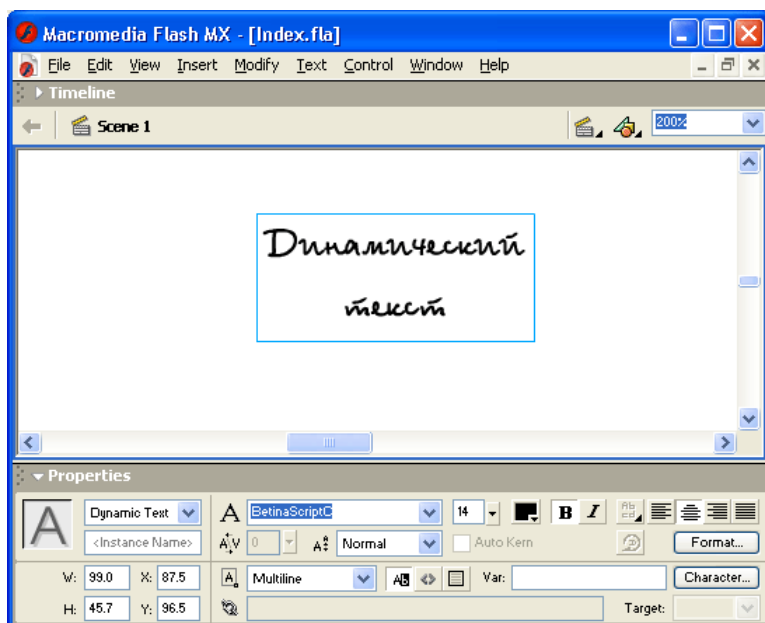 Macromedia Flash MX - [Index.fla]
File Edit View Insert Modify Text Control Window Help
Timeline
Scene 1
200%
Динамический
текст
Properties
A Dynamic Text A BetinaScriptC 14 B I
<Instance Name> A V 0 Normal Auto Kern Format...
W: 99.0 X: 87.5 A Multiline AB Var: Character...
H: 45.7 Y: 96.5 Target: